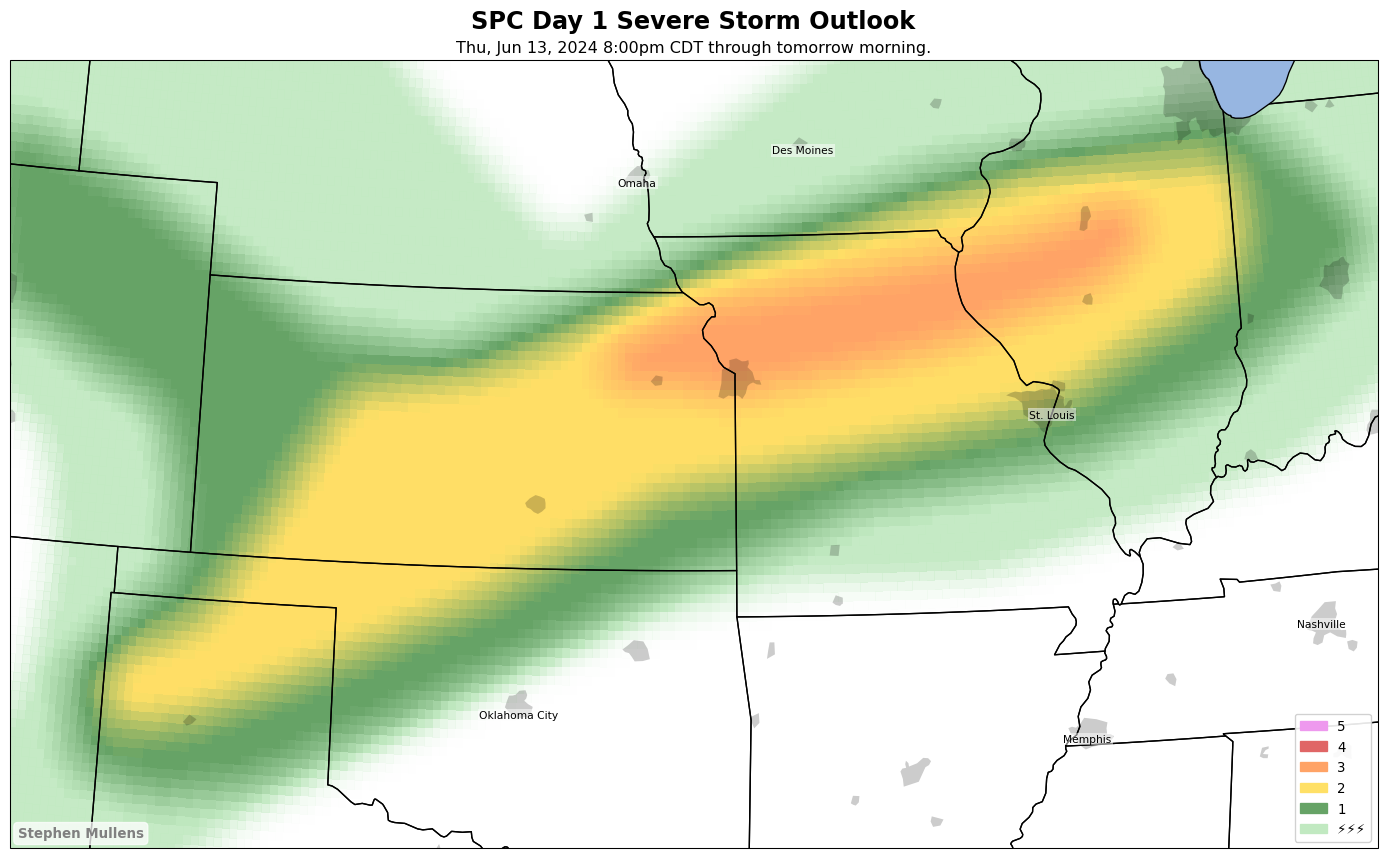 SPC Day 1 Severe Storm Outlook
Thu, Jun 13, 2024 8:00pm CDT through tomorrow morning.
Des Moines
Omaha
St. Louis
Nashville
Oklahoma City
Memphis
5
4
3
2
1
⚡⚡⚡
Stephen Mullens